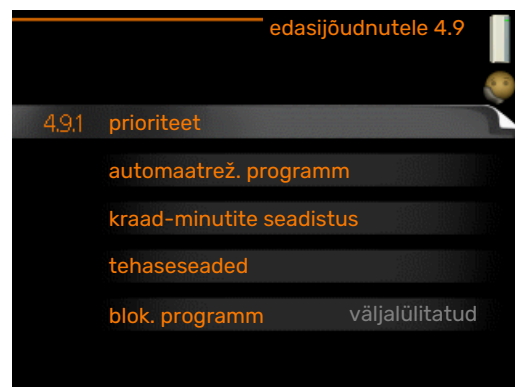 edasijõudnutele 4.9
4.9.1 prioriteet
automaatrež. programm
kraad-minutite seadistus
tehaseseaded
blok. programm väljalülitatud